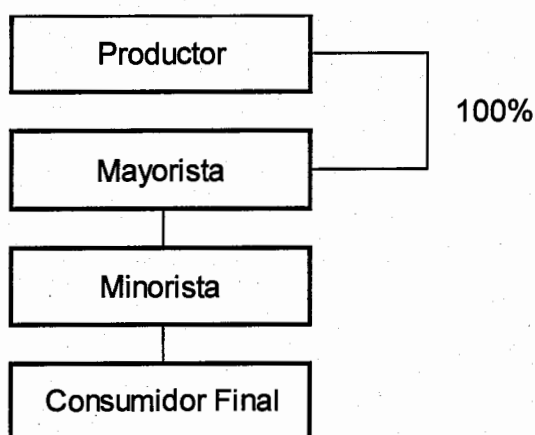 Productor
100%
Mayorista
Minorista
Consumidor Final